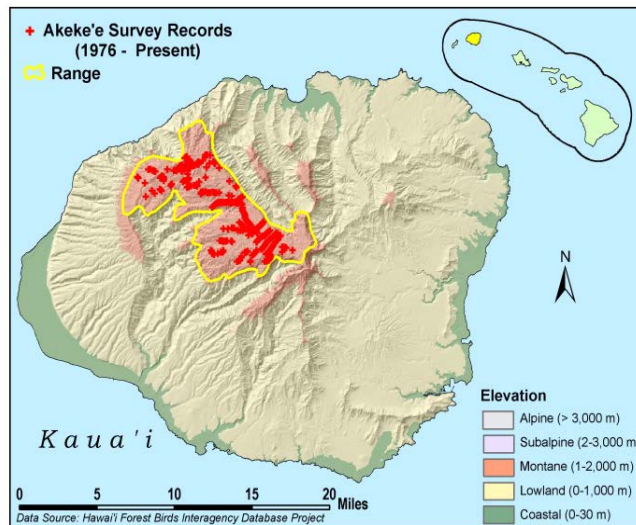 Akeke'e Survey Records
(1976 - Present)
Range
N
Kaua'i
Elevation
Alpine (> 3,000 m)
Subalpine (2-3,000 m)
Montane (1-2,000 m)
Lowland (0-1,000 m)
Coastal (0-30 m)
0 5 10 15 20
Miles
Data Source: Hawai'i Forest Birds Interagency Database Project